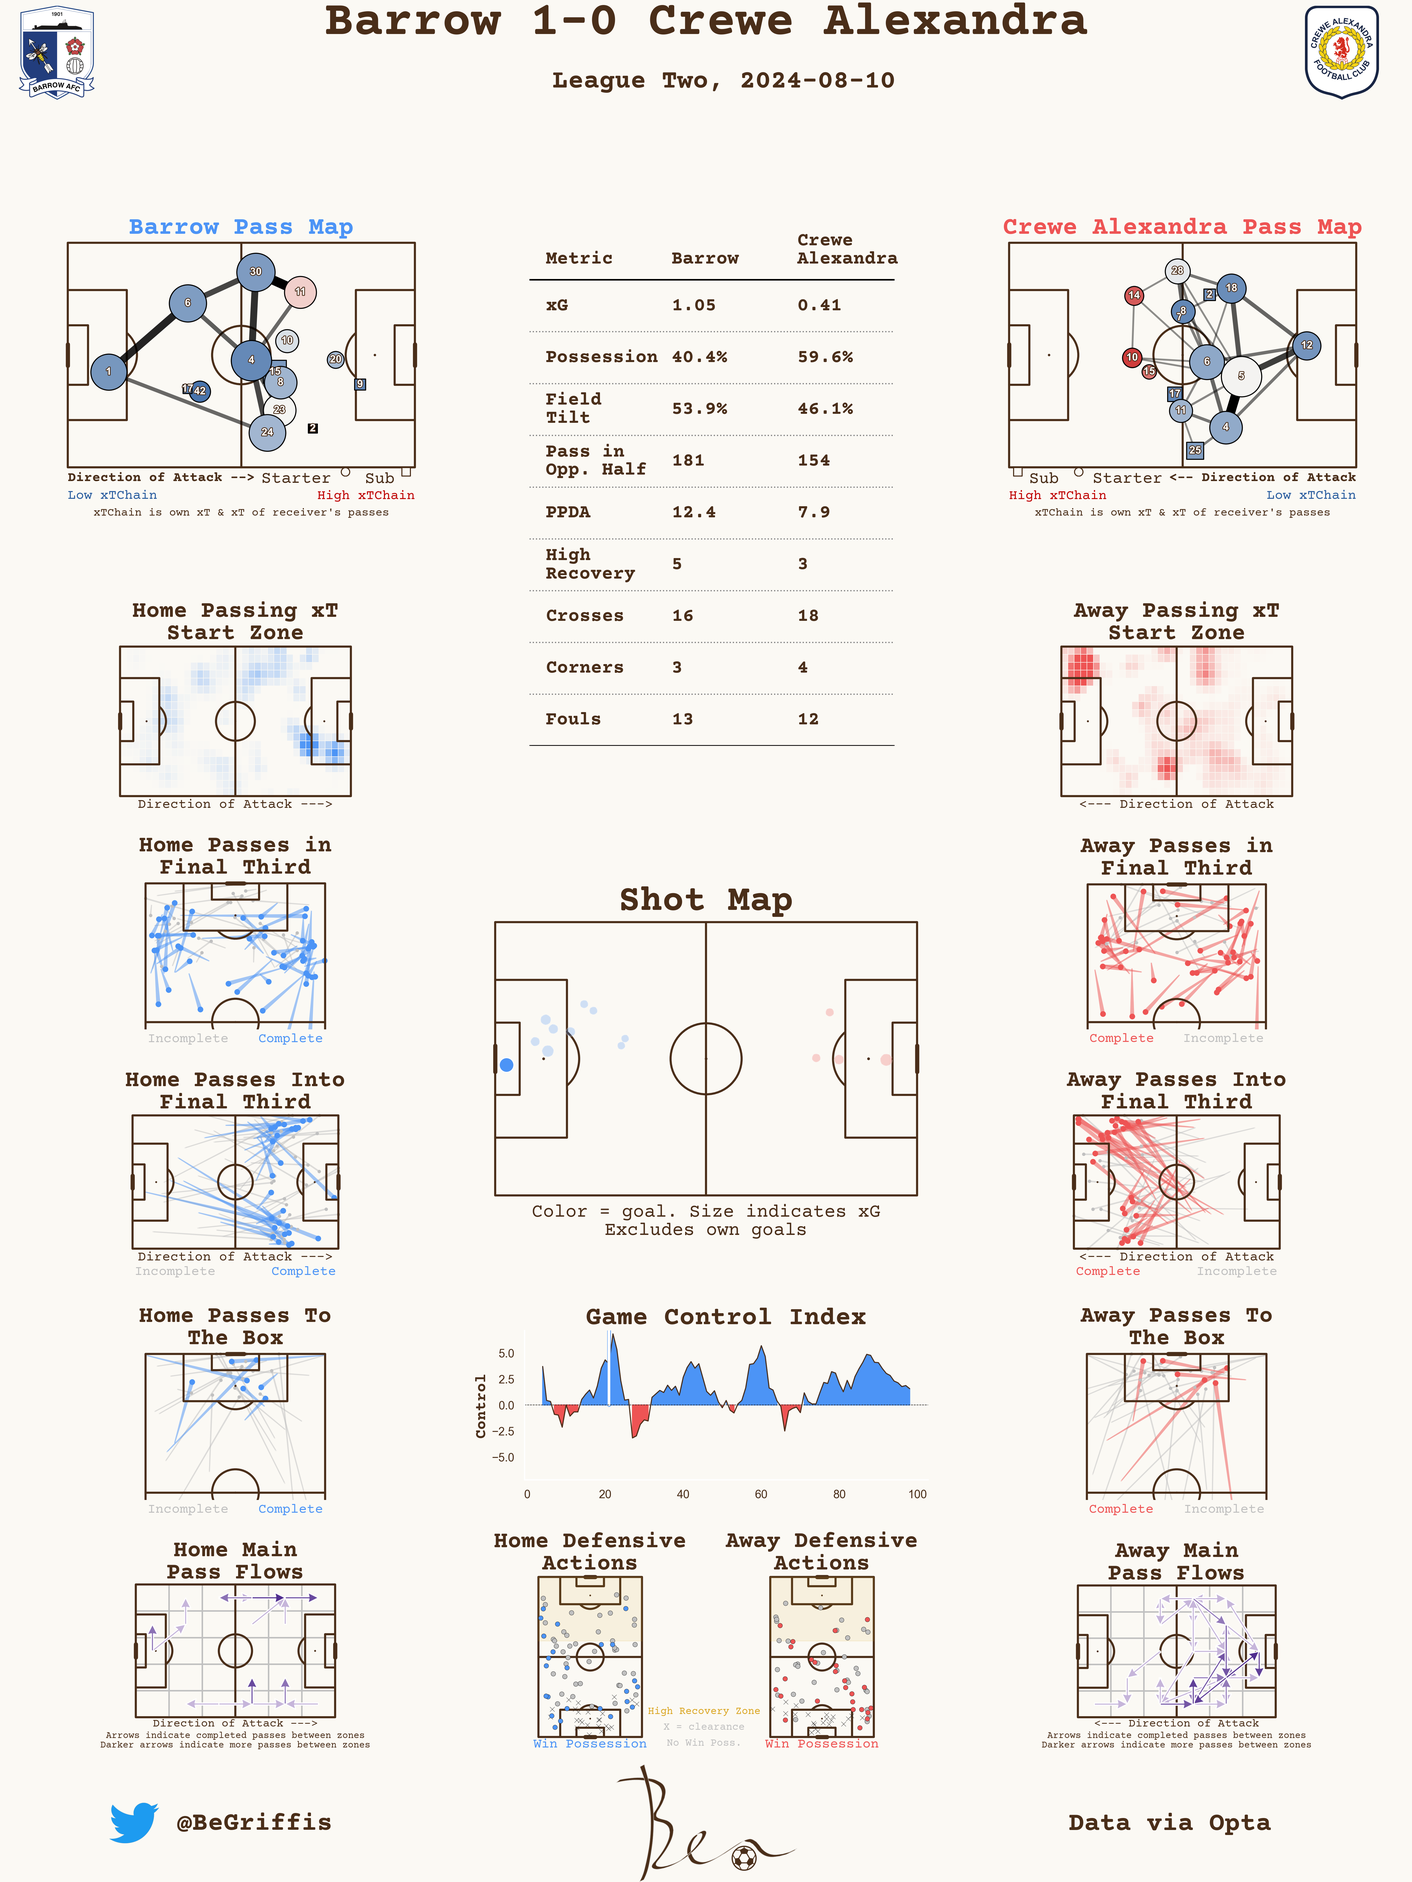 Barrow 1-0 Crewe Alexandra
League Two, 2024-08-10
1901
BARROW AFC
CREWE ALEXANDRA
FOOTBALL CLUB
Barrow Pass Map
30
11
6
10
4
20
1
15
8
9
17
42
23
24
2
Direction of Attack --> Starter Sub
Low xTChain High xTChain
xTChain is own xT & xT of receiver's passes
Metric Barrow Crewe
Alexandra
xG 1.05 0.41
Possession 40.4% 59.6%
Field
Tilt 53.9% 46.1%
Pass in
Opp. Half 181 154
PPDA 12.4 7.9
High
Recovery 5 3
Crosses 16 18
Corners 3 4
Fouls 13 12
Crewe Alexandra Pass Map
28
18
14
2
8
7
12
10
6
15
5
17
11
4
25
Sub Starter <-- Direction of Attack
High xTChain Low xTChain
xTChain is own xT & xT of receiver's passes
Home Passing xT
Start Zone
Direction of Attack --->
Away Passing xT
Start Zone
<--- Direction of Attack
Home Passes in
Final Third
Incomplete Complete
Away Passes in
Final Third
Complete Incomplete
Shot Map
Color = goal. Size indicates xG
Excludes own goals
Home Passes Into
Final Third
Direction of Attack --->
Incomplete Complete
Away Passes Into
Final Third
<--- Direction of Attack
Complete Incomplete
Home Passes To
The Box
Incomplete Complete
Game Control Index
Control
5.0
2.5
0.0
−2.5
−5.0
0 20 40 60 80 100
Away Passes To
The Box
Complete Incomplete
Home Main
Pass Flows
Direction of Attack --->
Arrows indicate completed passes between zones
Darker arrows indicate more passes between zones
Home Defensive
Actions
Win Possession
High Recovery Zone
X = clearance
No Win Poss.
Away Defensive
Actions
Win Possession
Away Main
Pass Flows
<--- Direction of Attack
Arrows indicate completed passes between zones
Darker arrows indicate more passes between zones
@BeGriffis
Ben
Data via Opta